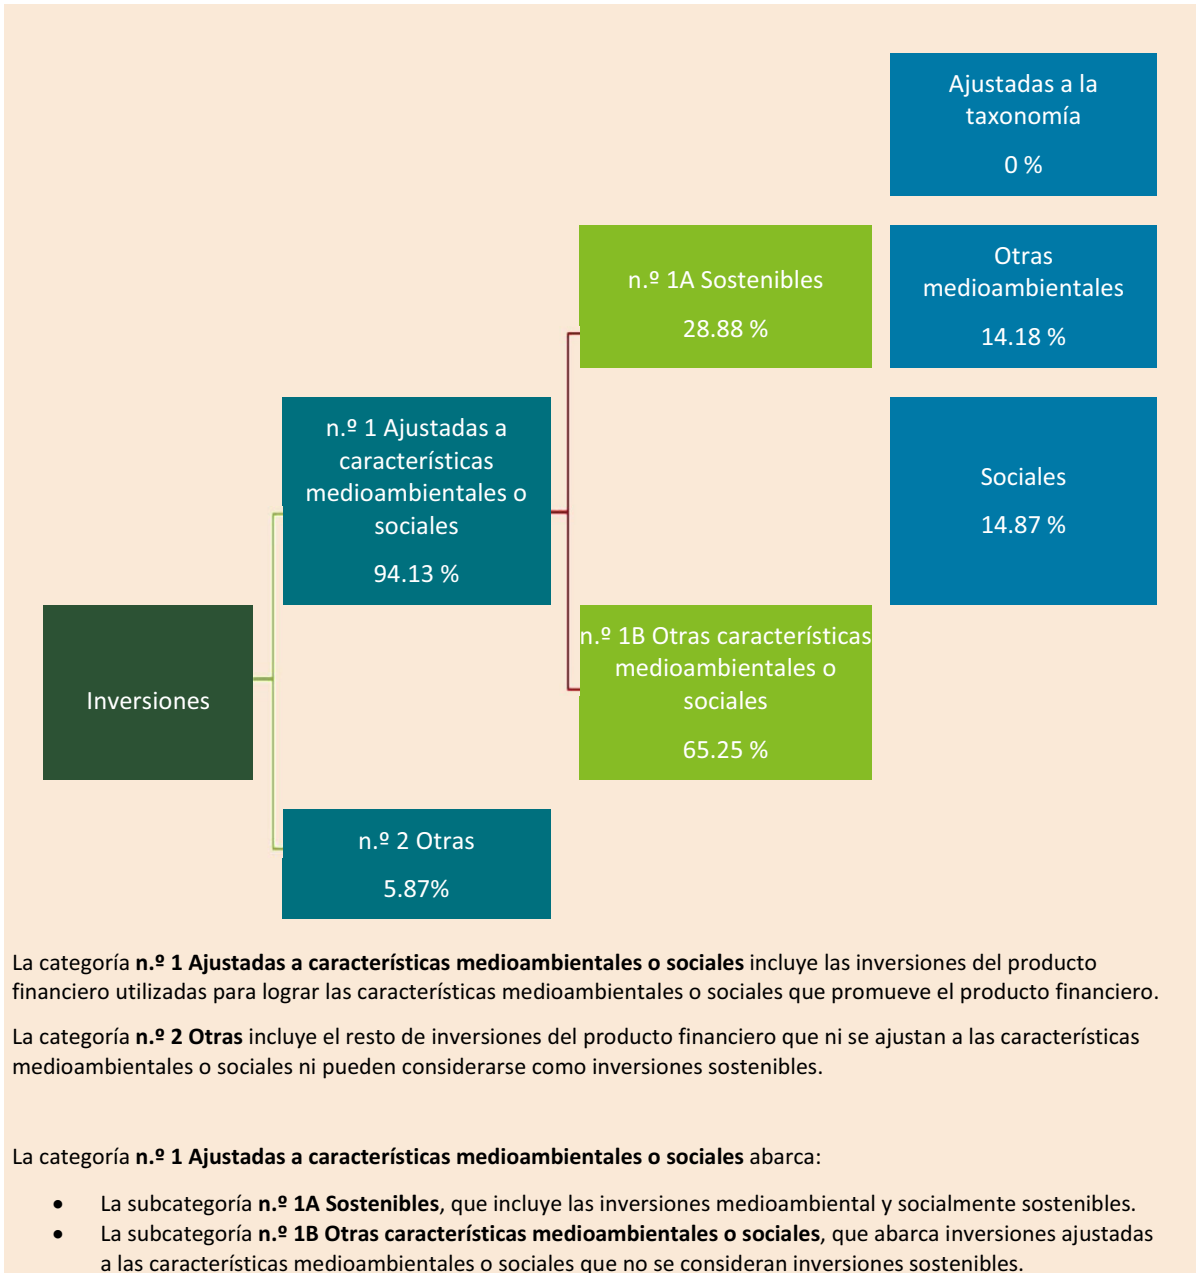 Ajustadas a la
taxonomía
0 %
n.º 1A Sostenibles
28.88 %
Otras
medioambientales
14.18 %
n.º 1 Ajustadas a
características
medioambientales o
sociales
94.13 %
Sociales
14.87 %
Inversiones
n.º 1B Otras características
medioambientales o
sociales
65.25 %
n.º 2 Otras
5.87%
La categoría n.º 1 Ajustadas a características medioambientales o sociales incluye las inversiones del producto
financiero utilizadas para lograr las características medioambientales o sociales que promueve el producto financiero.
La categoría n.º 2 Otras incluye el resto de inversiones del producto financiero que ni se ajustan a las características
medioambientales o sociales ni pueden considerarse como inversiones sostenibles.
La categoría n.º 1 Ajustadas a características medioambientales o sociales abarca:
• La subcategoría n.º 1A Sostenibles, que incluye las inversiones medioambiental y socialmente sostenibles.
• La subcategoría n.º 1B Otras características medioambientales o sociales, que abarca inversiones ajustadas
a las características medioambientales o sociales que no se consideran inversiones sostenibles.